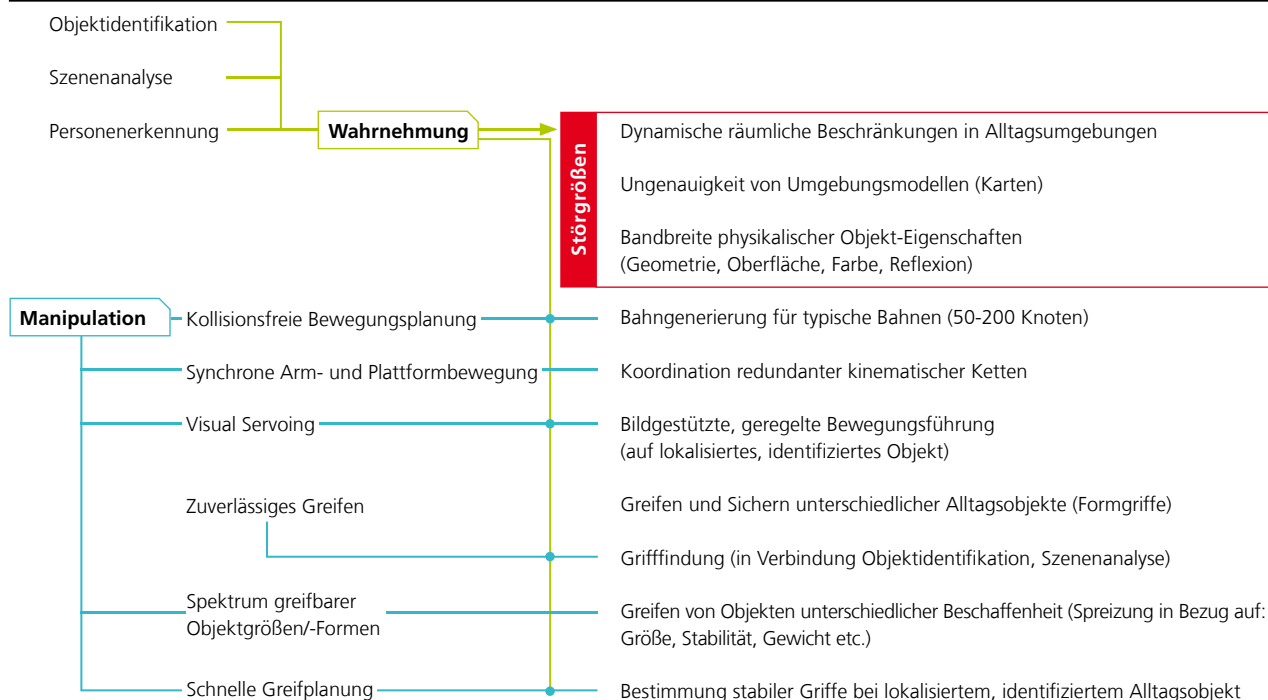 Objektidentifikation
Szenenanalyse
Personenerkennung
Wahrnehmung
Störgrößen
Dynamische räumliche Beschränkungen in Alltagsumgebungen
Ungenauigkeit von Umgebungsmodellen (Karten)
Bandbreite physikalischer Objekt-Eigenschaften
(Geometrie, Oberfläche, Farbe, Reflexion)
Manipulation
Kollisionsfreie Bewegungsplanung
Bahngenerierung für typische Bahnen (50-200 Knoten)
Synchrone Arm- und Plattformbewegung
Koordination redundanter kinematischer Ketten
Visual Servoing
Bildgestützte, geregelte Bewegungsführung
(auf lokalisiertes, identifiziertes Objekt)
Zuverlässiges Greifen
Greifen und Sichern unterschiedlicher Alltagsobjekte (Formgriffe)
Grifffindung (in Verbindung Objektidentifikation, Szenenanalyse)
Spektrum greifbarer
Objektgrößen/-Formen
Greifen von Objekten unterschiedlicher Beschaffenheit (Spreizung in Bezug auf:
Größe, Stabilität, Gewicht etc.)
Schnelle Greifplanung
Bestimmung stabiler Griffe bei lokalisiertem, identifiziertem Alltagsobjekt